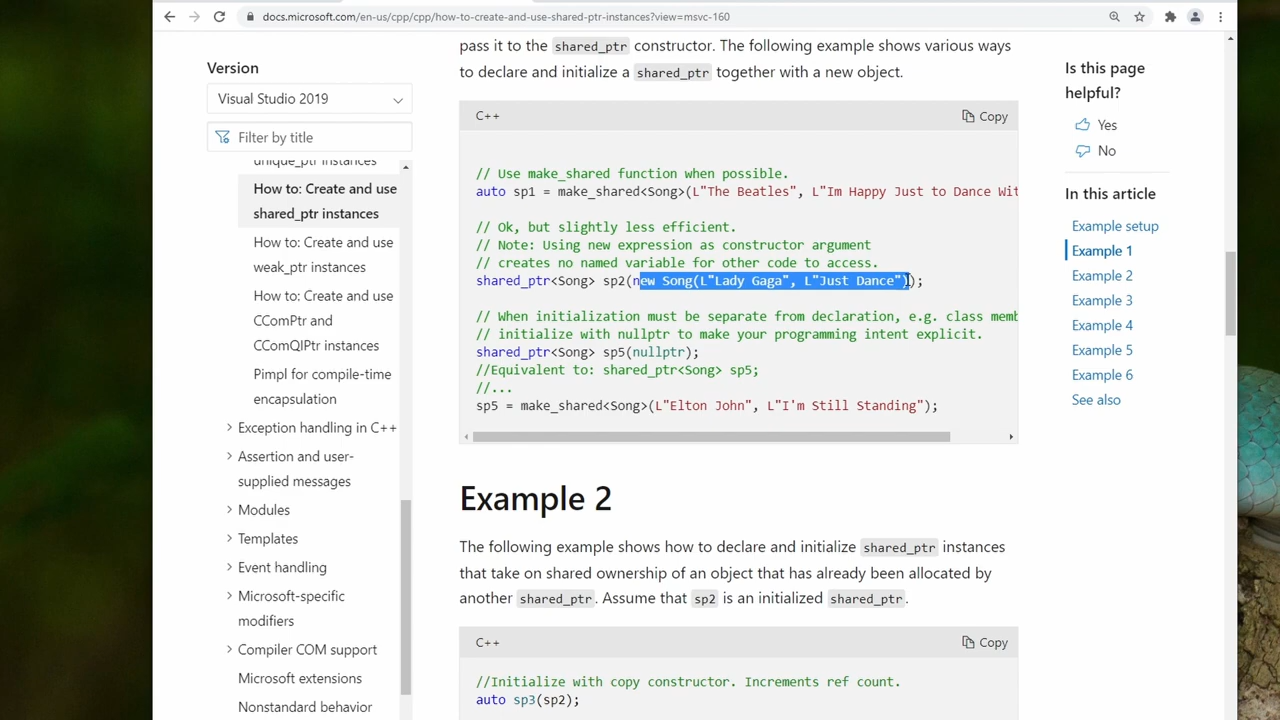 docs.microsoft.com/en-us/cpp/cpp/how-to-create-and-use-shared-ptr-instances?view=msvc-160
Version
Visual Studio 2019
Filter by title
unique_ptr instances
How to: Create and use
shared_ptr instances
How to: Create and use
weak_ptr instances
How to: Create and use
CComPtr and
CComQIPtr instances
Pimpl for compile-time
encapsulation
Exception handling in C++
Assertion and user-
supplied messages
Modules
Templates
Event handling
Microsoft-specific
modifiers
Compiler COM support
Microsoft extensions
Nonstandard behavior
pass it to the shared_ptr constructor. The following example shows various ways
to declare and initialize a shared_ptr together with a new object.
C++
Copy
// Use make_shared function when possible.
auto sp1 = make_shared<Song>(L"The Beatles", L"Im Happy Just to Dance Wit
// Ok, but slightly less efficient.
// Note: Using new expression as constructor argument
// creates no named variable for other code to access.
shared_ptr<Song> sp2(new Song(L"Lady Gaga", L"Just Dance"));
// When initialization must be separate from declaration, e.g. class memb
// initialize with nullptr to make your programming intent explicit.
shared_ptr<Song> sp5(nullptr);
//Equivalent to: shared_ptr<Song> sp5;
//...
sp5 = make_shared<Song>(L"Elton John", L"I'm Still Standing");
Example 2
The following example shows how to declare and initialize shared_ptr instances
that take on shared ownership of an object that has already been allocated by
another shared_ptr. Assume that sp2 is an initialized shared_ptr.
C++
Copy
//Initialize with copy constructor. Increments ref count.
auto sp3(sp2);
Is this page
helpful?
Yes
No
In this article
Example setup
Example 1
Example 2
Example 3
Example 4
Example 5
Example 6
See also